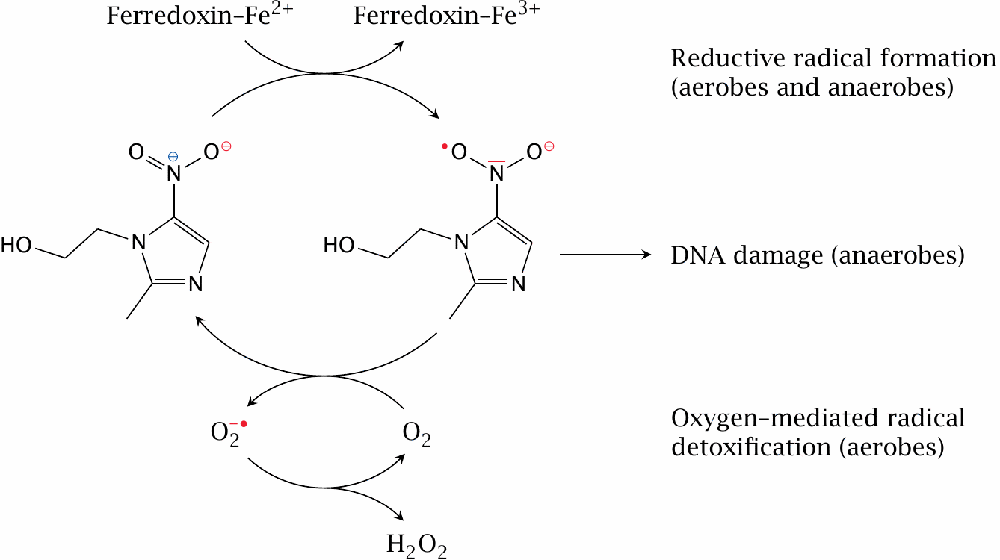 Ferredoxin–Fe²⁺ Ferredoxin–Fe³⁺
Reductive radical formation
(aerobes and anaerobes)
O ⊕ O⊖ •O O⊖
N N
HO N N HO N N
DNA damage (anaerobes)
O₂⁻• O₂
Oxygen–mediated radical
detoxification (aerobes)
H₂O₂